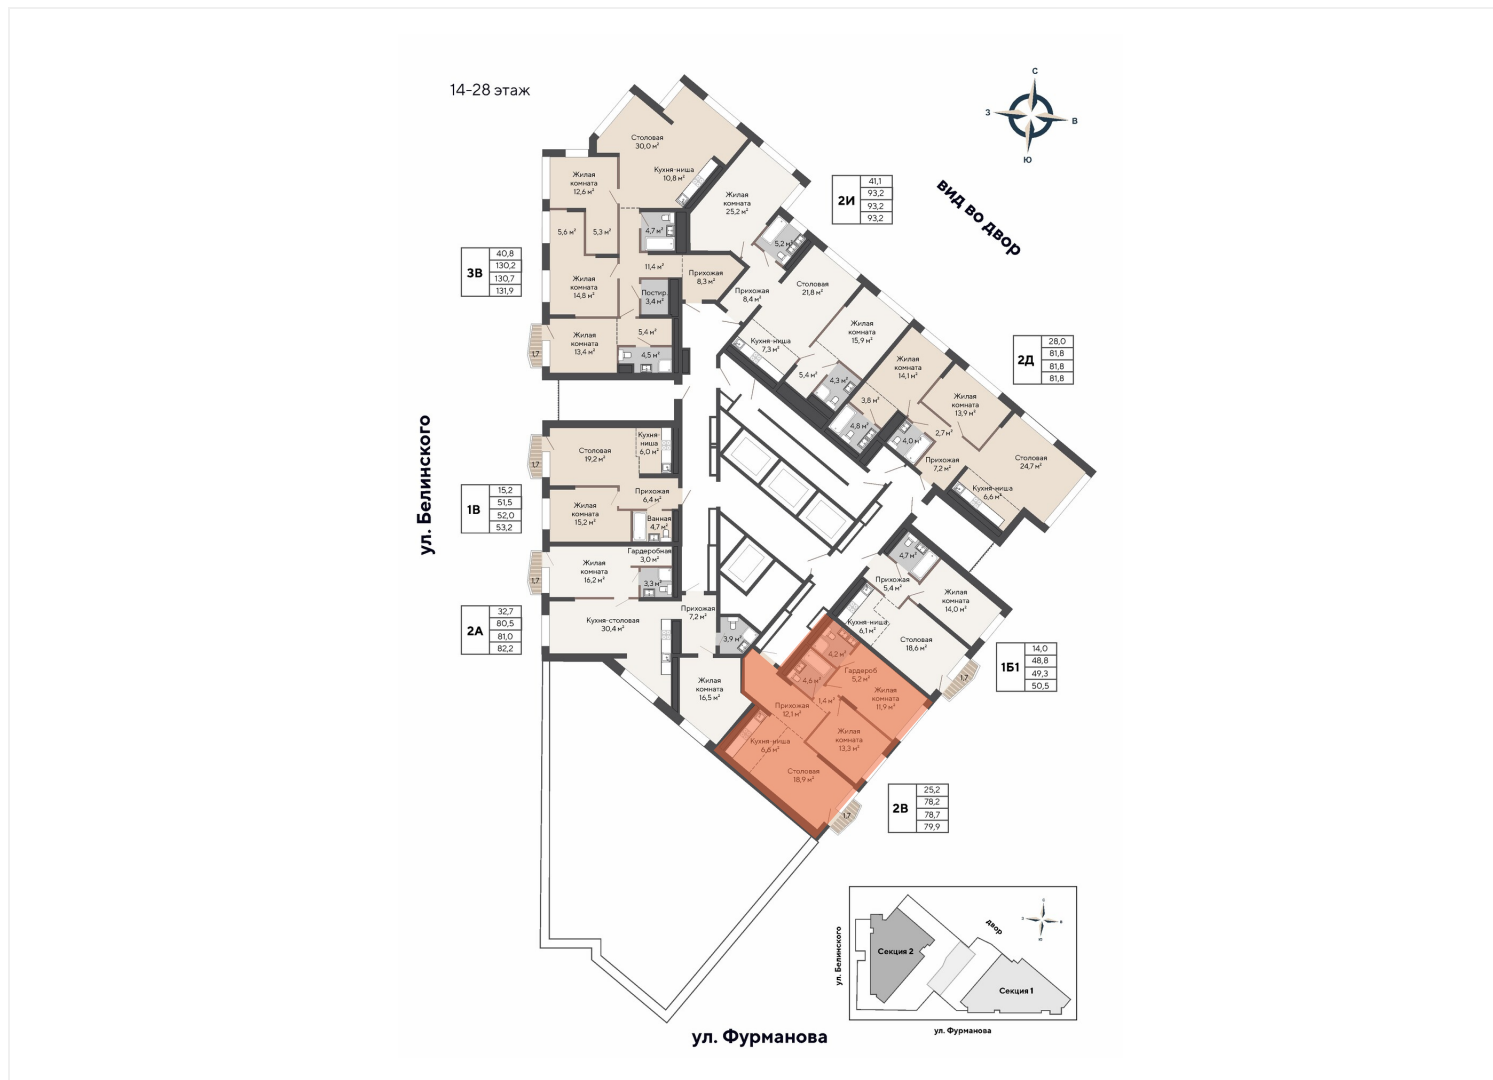 14-28 этаж
С
З
В
Ю
вид во двор
Столовая
30,0 м²
Кухня-ниша
10,8 м²
Жилая
комната
12,6 м²
5,6 м²
5,3 м²
4,7 м²
11,4 м²
Прихожая
8,3 м²
Жилая
комната
14,8 м²
Постир.
3,4 м²
Жилая
комната
13,4 м²
5,4 м²
4,5 м²
1,7
3В
40,8
130,2
130,7
131,9
Жилая
комната
25,2 м²
5,2 м²
Прихожая
8,4 м²
Столовая
21,8 м²
Кухня-ниша
7,3 м²
Жилая
комната
15,9 м²
5,4 м²
4,3 м²
2И
41,1
93,2
93,2
93,2
Жилая
комната
14,1 м²
3,8 м²
4,8 м²
Жилая
комната
13,9 м²
2,7 м²
4,0 м²
Прихожая
7,2 м²
Столовая
24,7 м²
Кухня-ниша
6,6 м²
2Д
28,0
81,8
81,8
81,8
ул. Белинского
Столовая
19,2 м²
Кухня-
ниша
6,0 м²
1,7
Прихожая
6,4 м²
Жилая
комната
15,2 м²
Ванная
4,7 м²
1В
15,2
51,5
52,0
53,2
Жилая
комната
16,2 м²
Гардеробная
3,0 м²
3,3 м²
1,7
Кухня-столовая
30,4 м²
Прихожая
7,2 м²
3,9 м²
Жилая
комната
16,5 м²
2А
32,7
80,5
81,0
82,2
4,7 м²
Прихожая
5,4 м²
Жилая
комната
14,0 м²
Кухня-ниша
6,1 м²
Столовая
18,6 м²
1,7
1Б1
14,0
48,8
49,3
50,5
4,2 м²
Гардероб
5,2 м²
4,6 м²
1,4 м²
Жилая
комната
11,9 м²
Прихожая
12,1 м²
Жилая
комната
13,3 м²
Кухня-ниша
6,8 м²
Столовая
18,9 м²
1,7
2В
25,2
78,2
78,7
79,9
ул. Белинского
двор
Секция 2
Секция 1
ул. Фурманова
ул. Фурманова